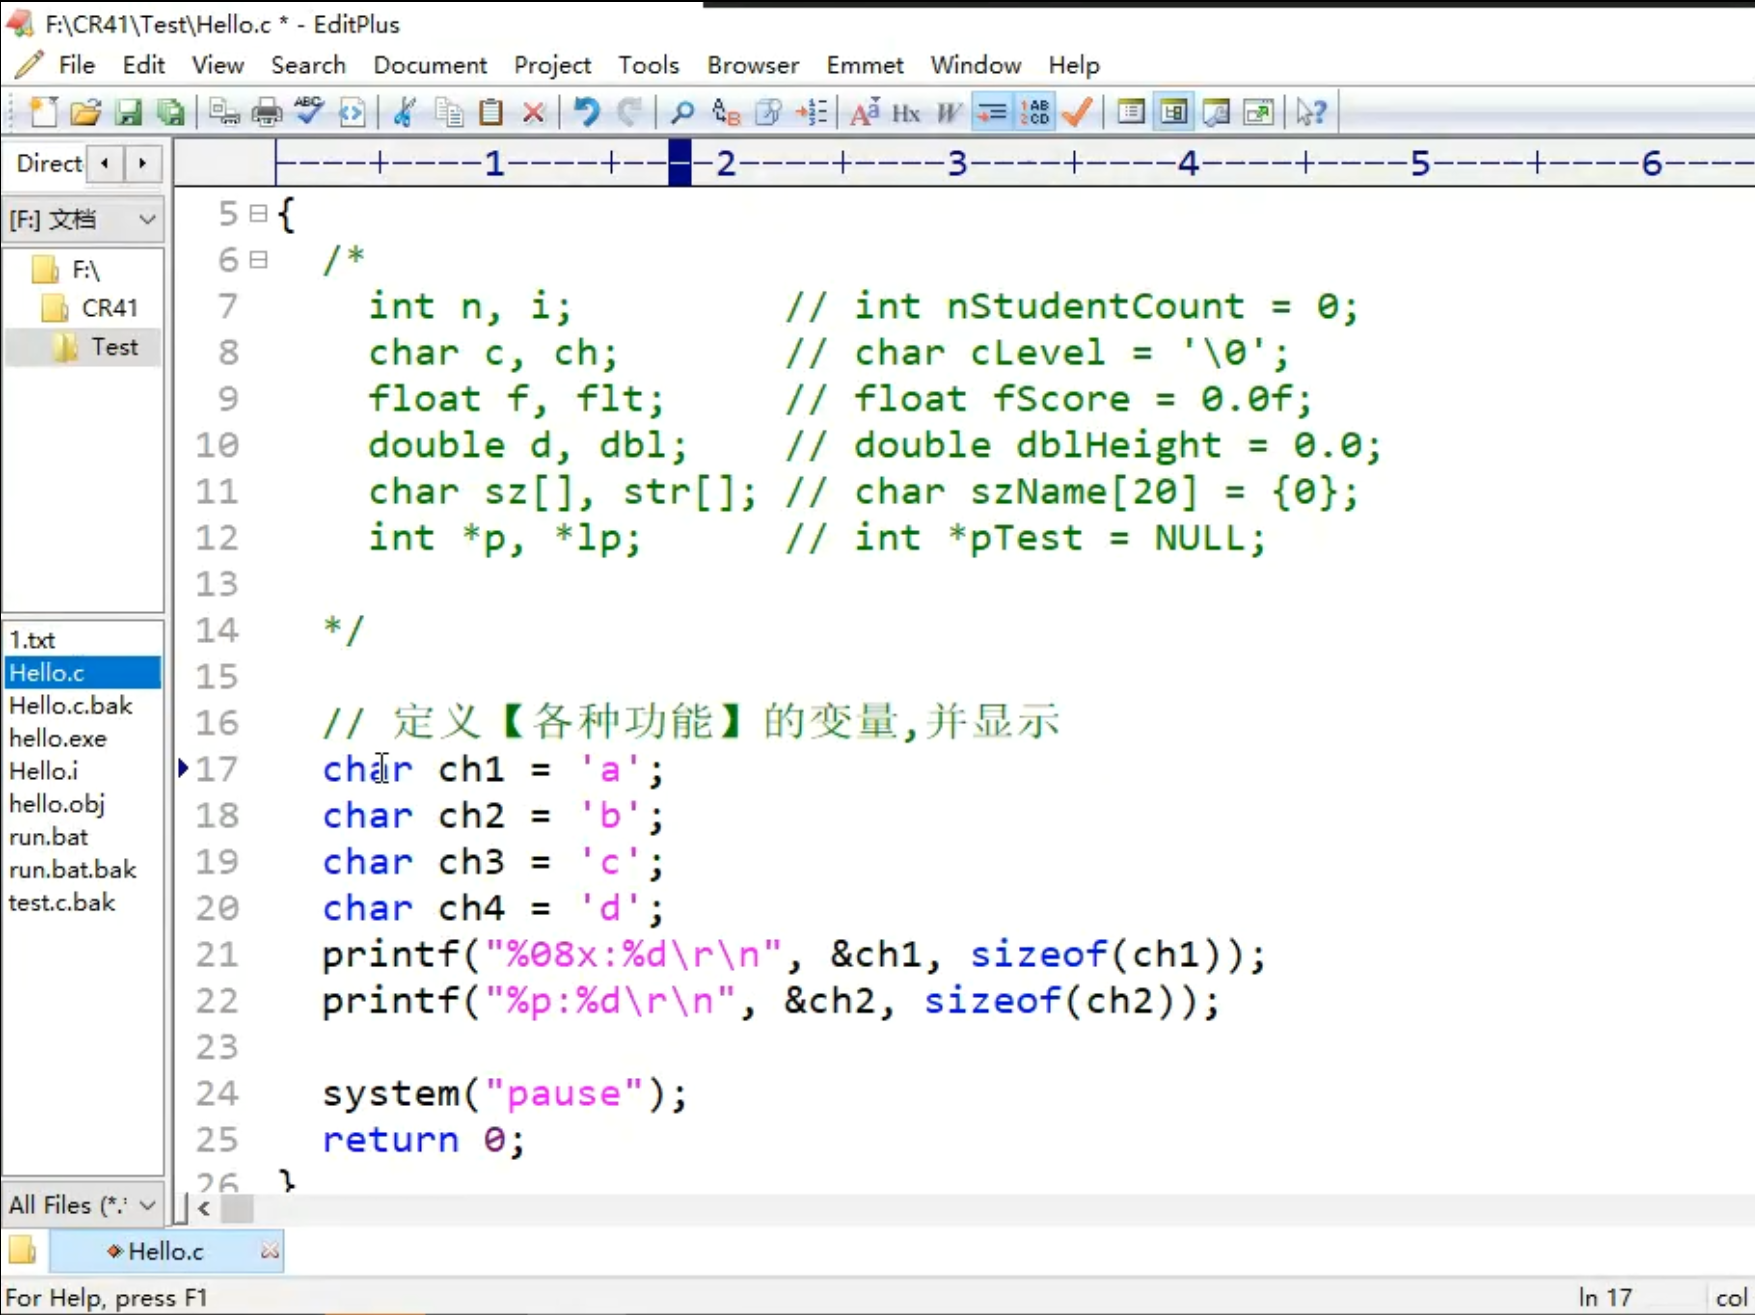 F:\CR41\Test\Hello.c * - EditPlus
File Edit View Search Document Project Tools Browser Emmet Window Help
Direct
----+----1----+----2----+----3----+----4----+----5----+----6----
[F:] 文档
F:\
CR41
Test
1.txt
Hello.c
Hello.c.bak
hello.exe
Hello.i
hello.obj
run.bat
run.bat.bak
test.c.bak
All Files (*.*
5 {
6 /*
7 int n, i; // int nStudentCount = 0;
8 char c, ch; // char cLevel = '\0';
9 float f, flt; // float fScore = 0.0f;
10 double d, dbl; // double dblHeight = 0.0;
11 char sz[], str[]; // char szName[20] = {0};
12 int *p, *lp; // int *pTest = NULL;
13
14 */
15
16 // 定义【各种功能】的变量,并显示
17 char ch1 = 'a';
18 char ch2 = 'b';
19 char ch3 = 'c';
20 char ch4 = 'd';
21 printf("%08x:%d\r\n", &ch1, sizeof(ch1));
22 printf("%p:%d\r\n", &ch2, sizeof(ch2));
23
24 system("pause");
25 return 0;
26 }
Hello.c
For Help, press F1 ln 17 col